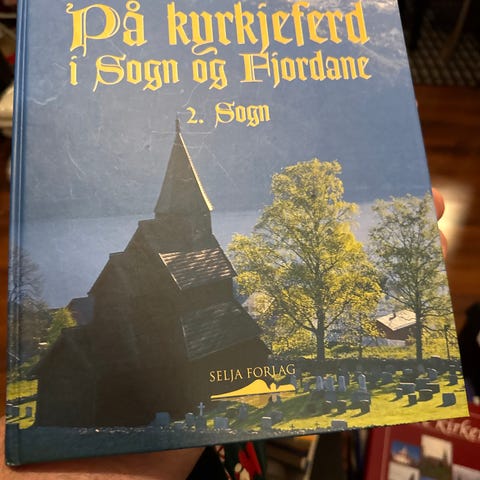 På kyrkjeferd
i Sogn og Fjordane
2. Sogn
SELJA FORLAG